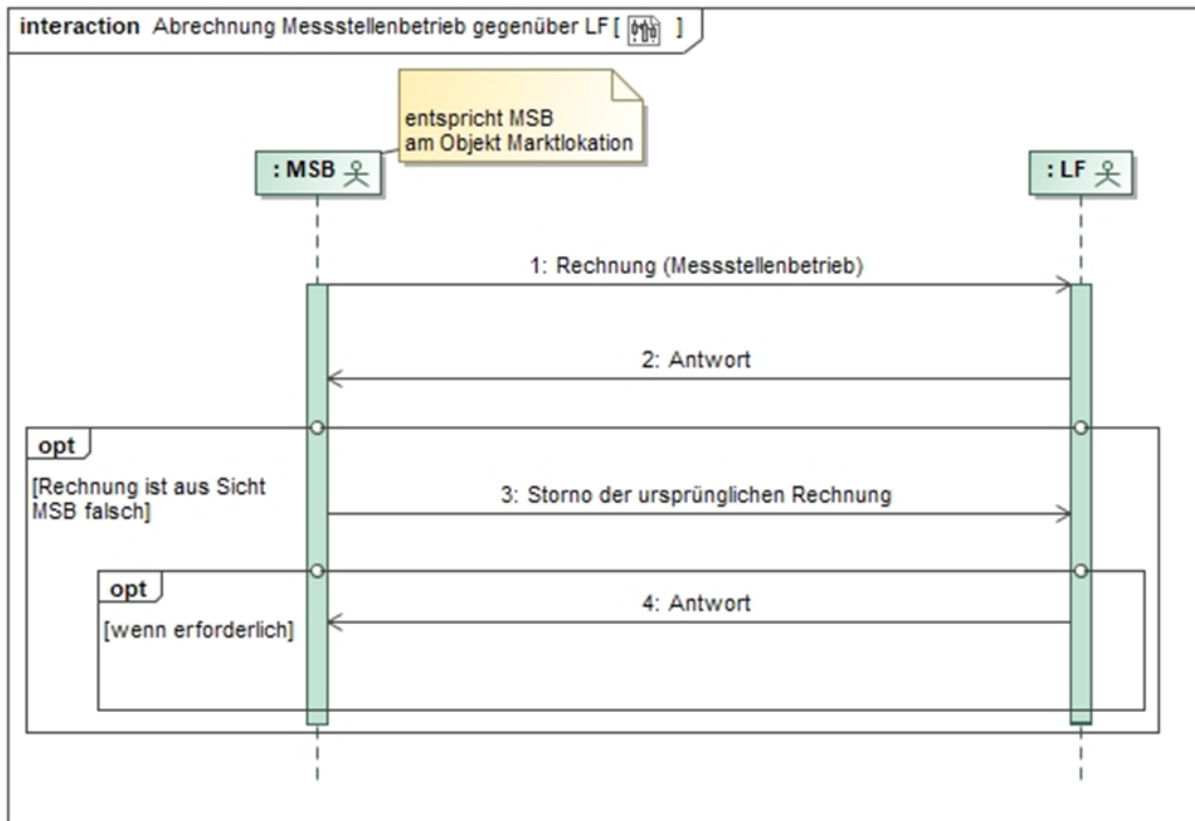 interaction Abrechnung Messstellenbetrieb gegenüber LF [ ]
entspricht MSB
am Objekt Marktlokation
: MSB
: LF
1: Rechnung (Messstellenbetrieb)
2: Antwort
opt
[Rechnung ist aus Sicht
MSB falsch]
3: Storno der ursprünglichen Rechnung
opt
[wenn erforderlich]
4: Antwort